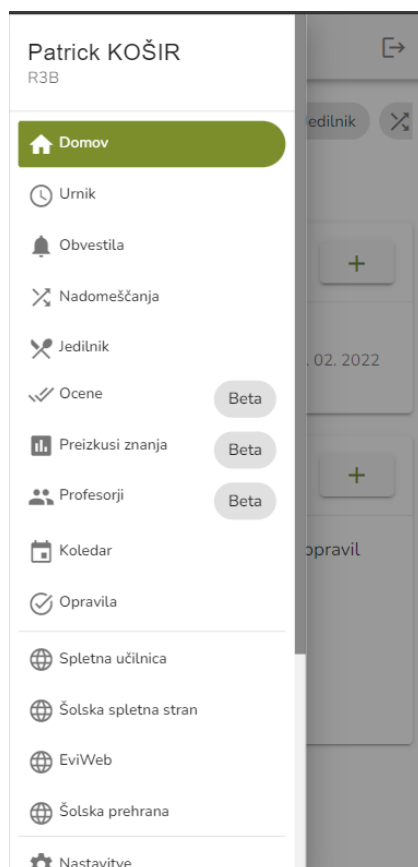 Patrick KOŠIR
R3B
Domov
Urnik
Obvestila
Nadomeščanja
Jedilnik
Ocene Beta
Preizkusi znanja Beta
Profesorji Beta
Koledar
Opravila
Spletna učilnica
Šolska spletna stran
EviWeb
Šolska prehrana
Nastavitve
edilnik
. 02. 2022
opravil